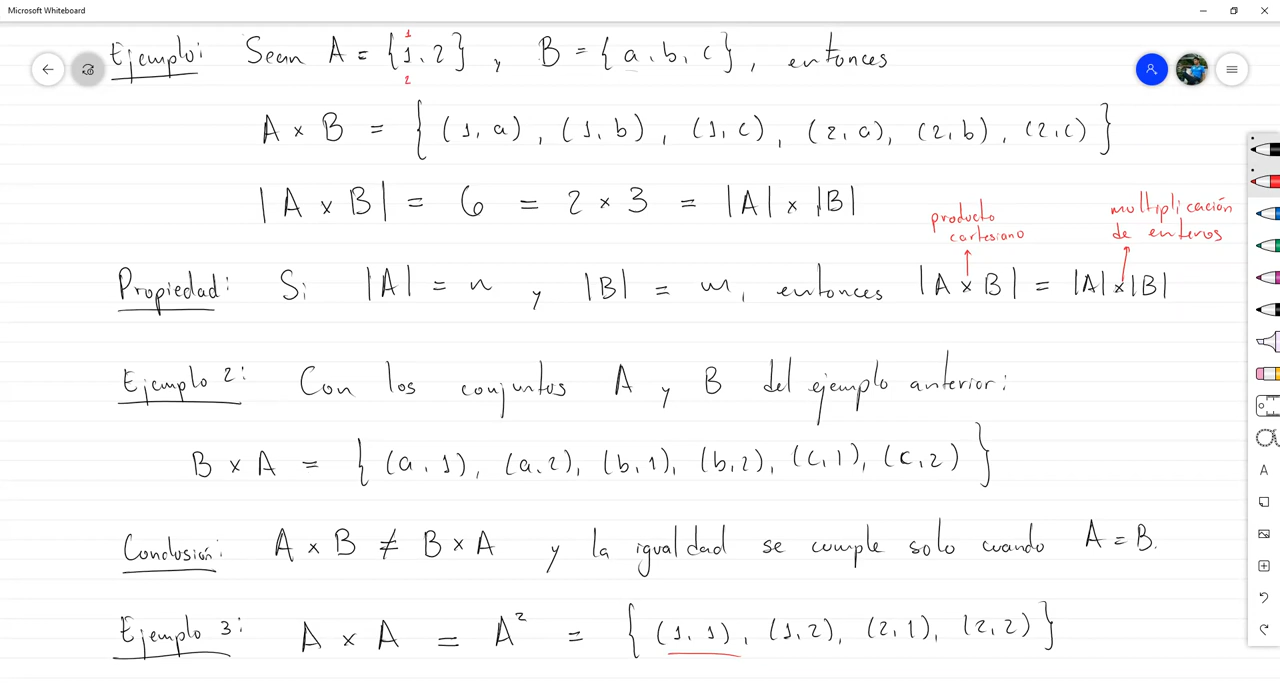 Microsoft Whiteboard
Ejemplo: Sean A = {1, 2} y B = {a, b, c}, entonces
1
2
A × B = {(1, a), (1, b), (1, c), (2, a), (2, b), (2, c)}
|A × B| = 6 = 2 × 3 = |A| × |B|
producto cartesiano
multiplicación de enteros
Propiedad: Si |A| = n y |B| = m, entonces |A × B| = |A| × |B|
Ejemplo 2: Con los conjuntos A y B del ejemplo anterior:
B × A = {(a, 1), (a, 2), (b, 1), (b, 2), (c, 1), (c, 2)}
Conclusión: A × B ≠ B × A y la igualdad se cumple solo cuando A = B.
Ejemplo 3: A × A = A² = {(1, 1), (1, 2), (2, 1), (2, 2)}
A